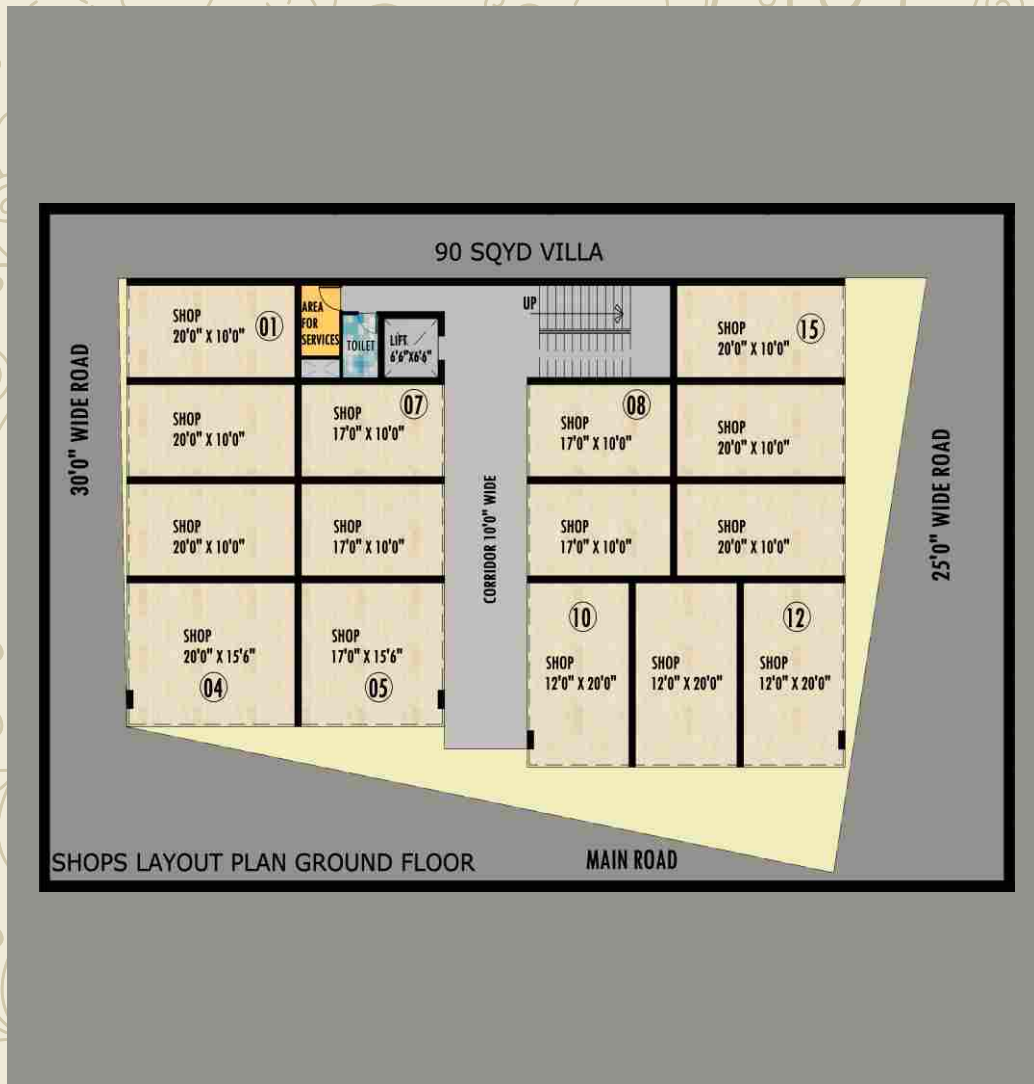 90 SQYD VILLA
30'0" WIDE ROAD
SHOP
20'0" X 10'0"
01
AREA
FOR
SERVICES
TOILET
LIFT
6'6"X6'6"
UP
SHOP
20'0" X 10'0"
15
SHOP
20'0" X 10'0"
SHOP
17'0" X 10'0"
07
SHOP
17'0" X 10'0"
08
SHOP
20'0" X 10'0"
CORRIDOR 10'0" WIDE
25'0" WIDE ROAD
SHOP
20'0" X 10'0"
SHOP
17'0" X 10'0"
SHOP
17'0" X 10'0"
SHOP
20'0" X 10'0"
SHOP
20'0" X 15'6"
04
SHOP
17'0" X 15'6"
05
10
SHOP
12'0" X 20'0"
SHOP
12'0" X 20'0"
12
SHOP
12'0" X 20'0"
SHOPS LAYOUT PLAN GROUND FLOOR
MAIN ROAD